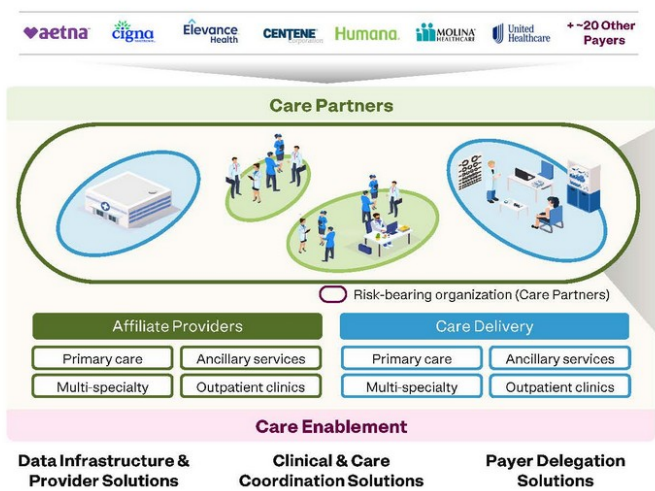 aetna
cigna
healthcare
Elevance
Health
CENTENE
Corporation
Humana
MOLINA
HEALTHCARE
United
Healthcare
+ ~20 Other
Payers
Care Partners
Risk-bearing organization (Care Partners)
Affiliate Providers
Care Delivery
Primary care
Ancillary services
Primary care
Ancillary services
Multi-specialty
Outpatient clinics
Multi-specialty
Outpatient clinics
Care Enablement
Data Infrastructure &
Provider Solutions
Clinical & Care
Coordination Solutions
Payer Delegation
Solutions